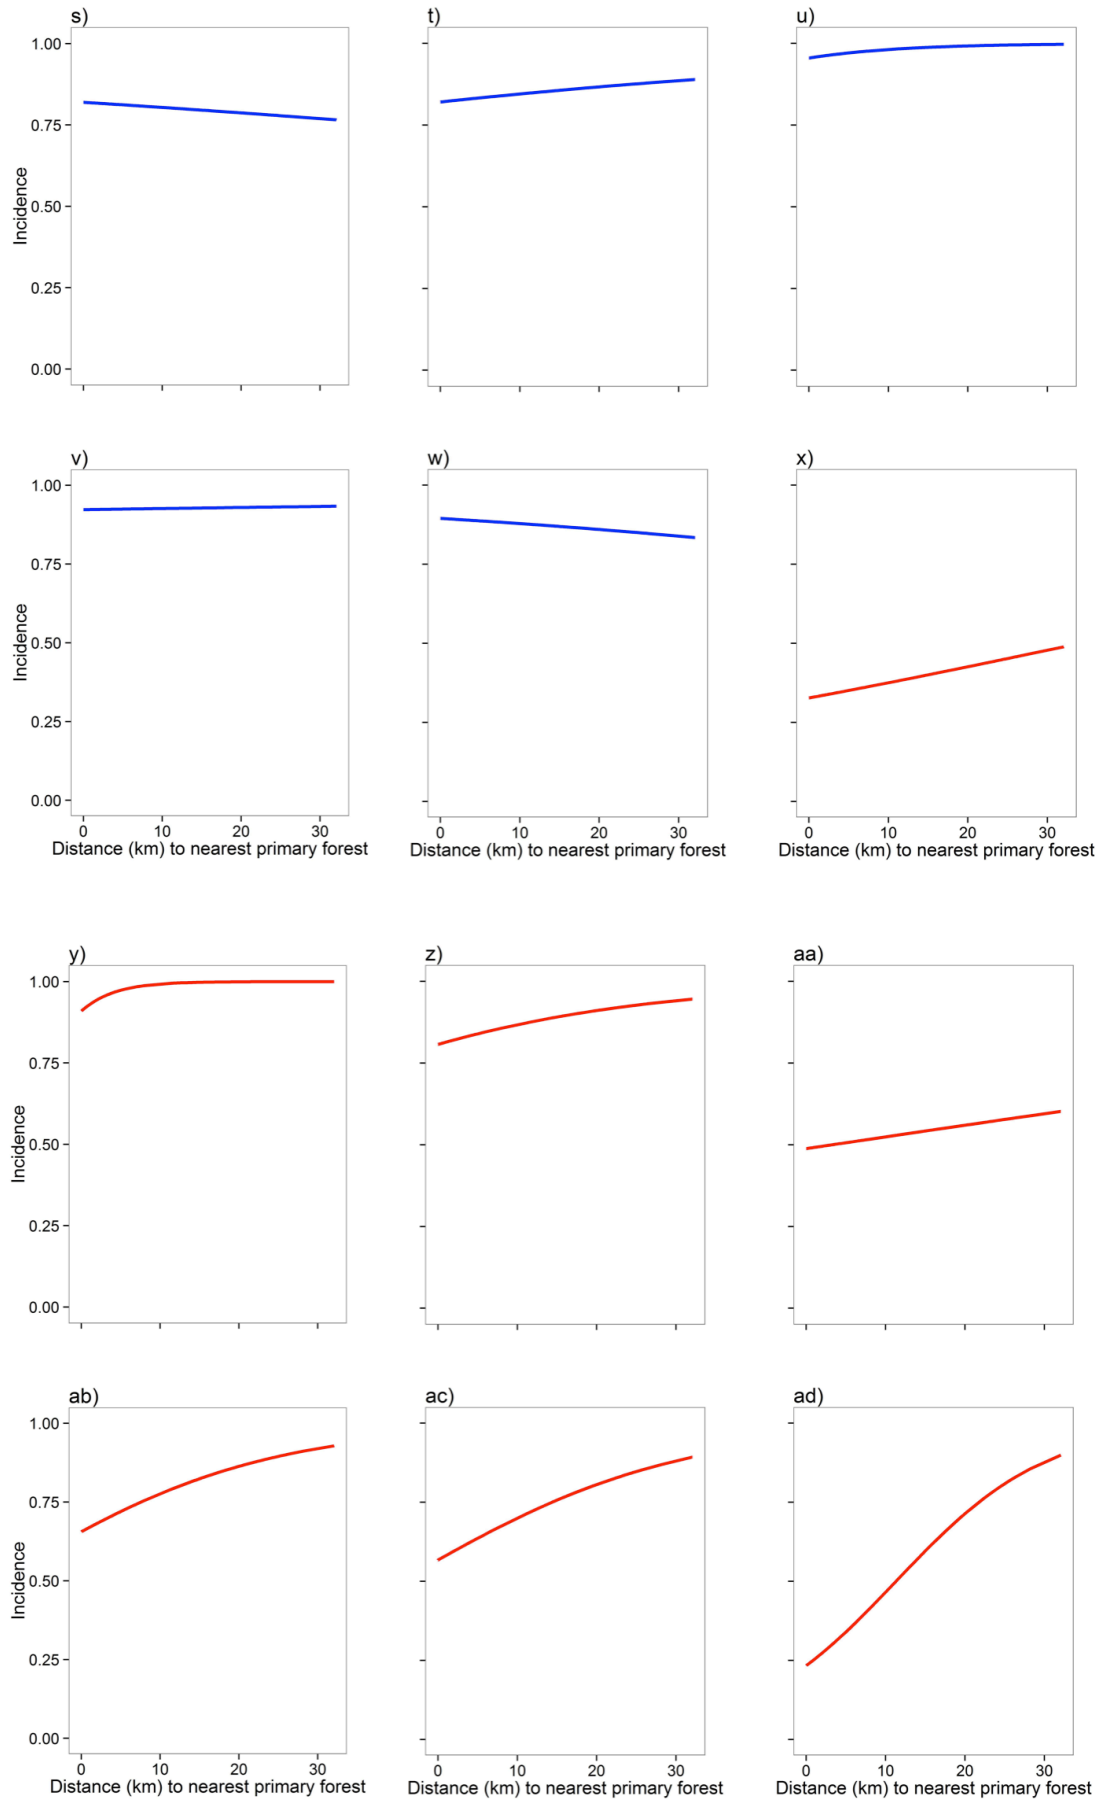 s) t) u)
1.00
0.75
0.50
0.25
0.00
Incidence
v) w) x)
1.00
0.75
0.50
0.25
0.00
Incidence
0 10 20 30 0 10 20 30 0 10 20 30
Distance (km) to nearest primary forest Distance (km) to nearest primary forest Distance (km) to nearest primary forest
y) z) aa)
1.00
0.75
0.50
0.25
0.00
Incidence
ab) ac) ad)
1.00
0.75
0.50
0.25
0.00
Incidence
0 10 20 30 0 10 20 30 0 10 20 30
Distance (km) to nearest primary forest Distance (km) to nearest primary forest Distance (km) to nearest primary forest